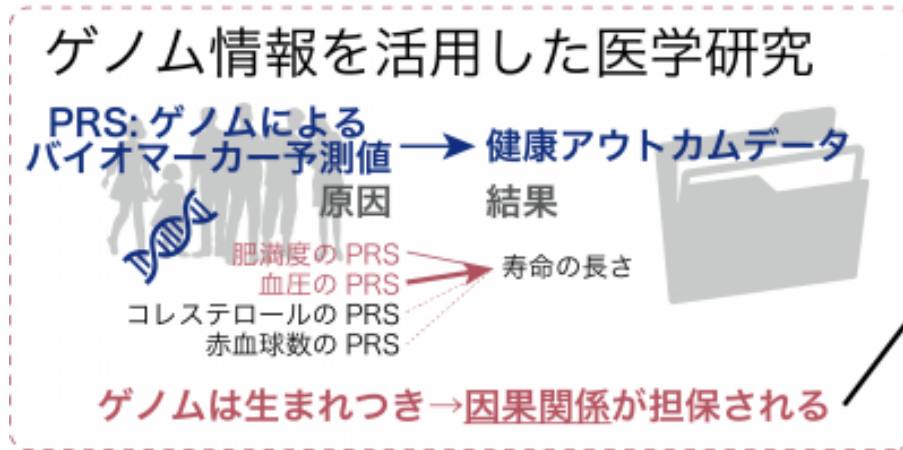 ゲノム情報を活用した医学研究
PRS: ゲノムによる
バイオマーカー予測値
健康アウトカムデータ
原因
結果
肥満度の PRS
血圧の PRS
コレステロールの PRS
赤血球数の PRS
寿命の長さ
ゲノムは生まれつき→因果関係が担保される